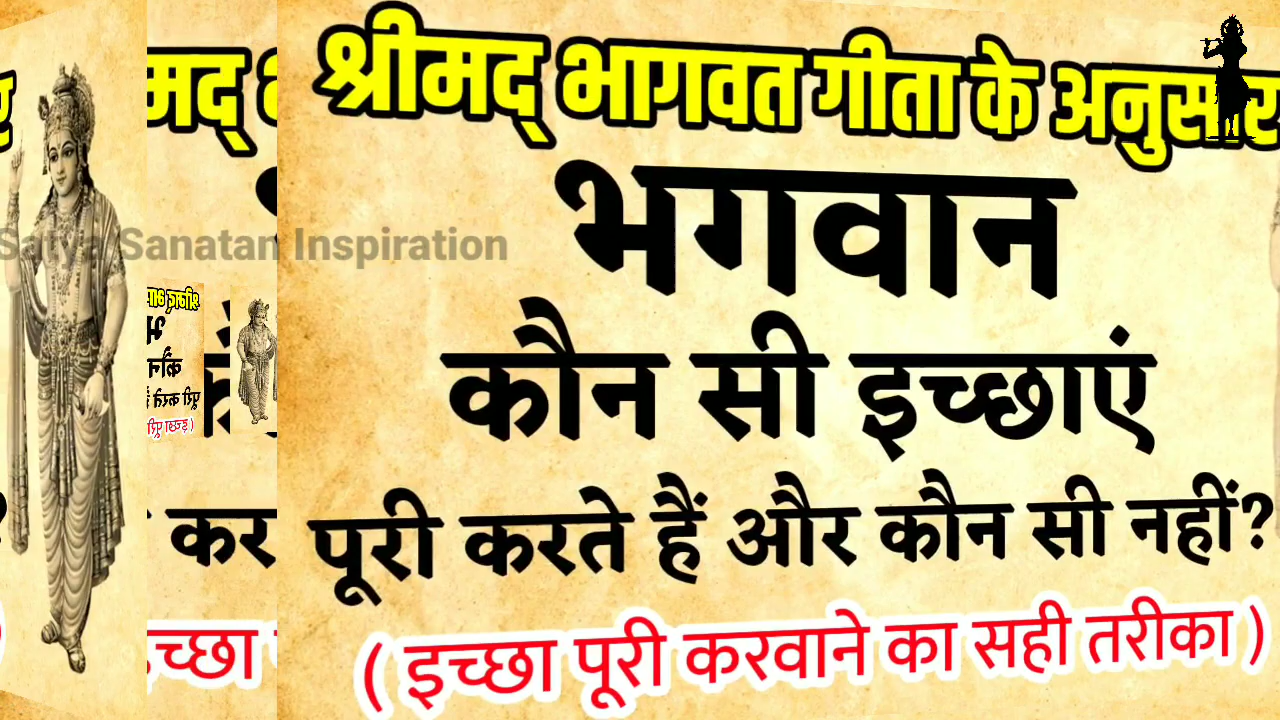 श्रीमद् भागवत गीता के अनुसार
भगवान
Satya Sanatan Inspiration
कौन सी इच्छाएं
पूरी करते हैं और कौन सी नहीं?
( इच्छा पूरी करवाने का सही तरीका )